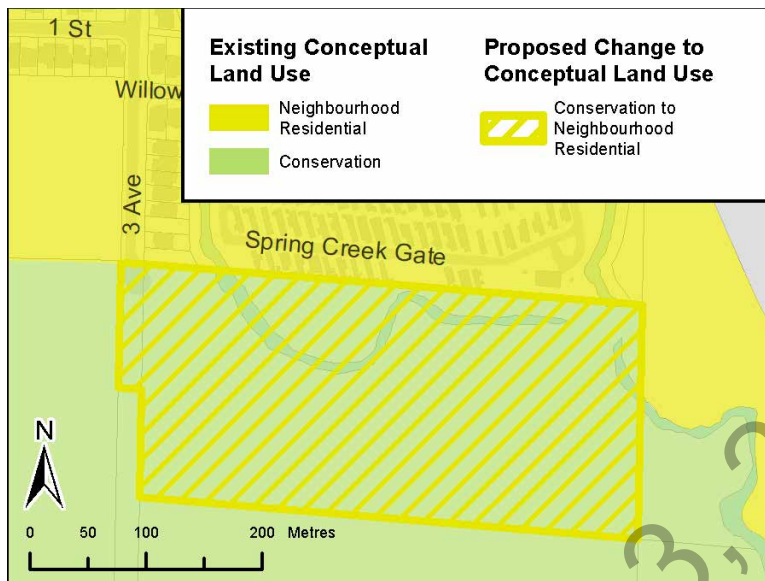 1 St
Willow
3 Ave
Spring Creek Gate
Existing Conceptual
Land Use
Neighbourhood
Residential
Conservation
Proposed Change to
Conceptual Land Use
Conservation to
Neighbourhood
Residential
N
0 50 100 200 Metres